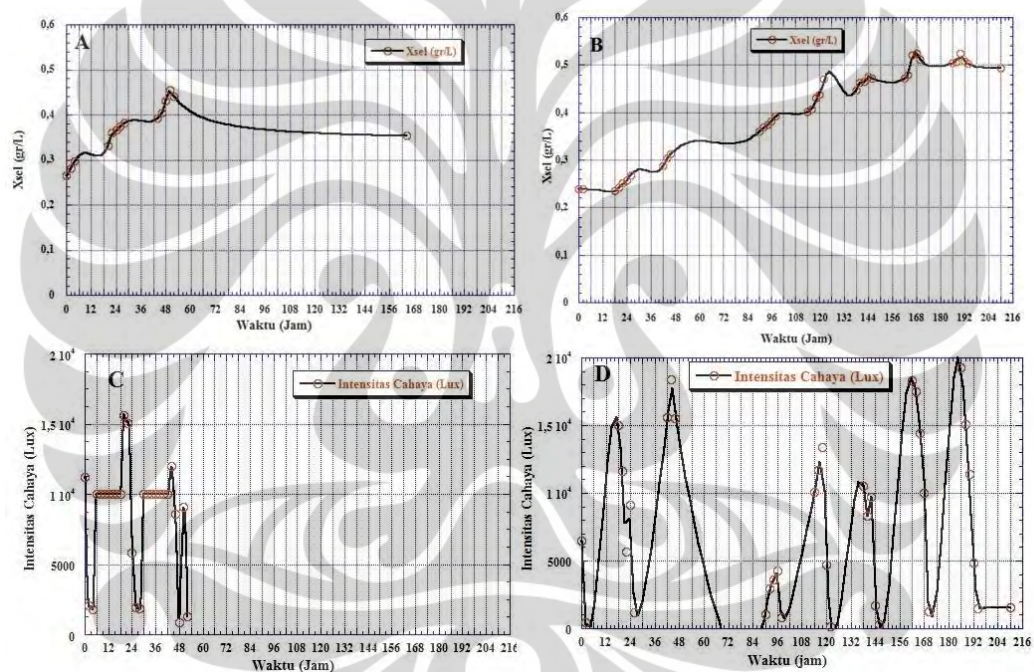 A
Xsel (gr/L)
0,6
0,5
0,4
0,3
0,2
0,1
0
Xsel (gr/L)
0 12 24 36 48 60 72 84 96 108 120 132 144 156 168 180 192 204 216
Waktu (Jam)
B
Xsel (gr/L)
0,6
0,5
0,4
0,3
0,2
0,1
0
Xsel (gr/L)
0 12 24 36 48 60 72 84 96 108 120 132 144 156 168 180 192 204 216
Waktu (Jam)
C
Intensitas Cahaya (Lux)
2 10⁴
1,5 10⁴
1 10⁴
5000
0
Intensitas Cahaya (Lux)
0 12 24 36 48 60 72 84 96 108 120 132 144 156 168 180 192 204 216
Waktu (Jam)
D
Intensitas Cahaya (Lux)
2 10⁴
1,5 10⁴
1 10⁴
5000
0
Intensitas Cahaya (Lux)
0 12 24 36 48 60 72 84 96 108 120 132 144 156 168 180 192 204 216
Waktu (jam)